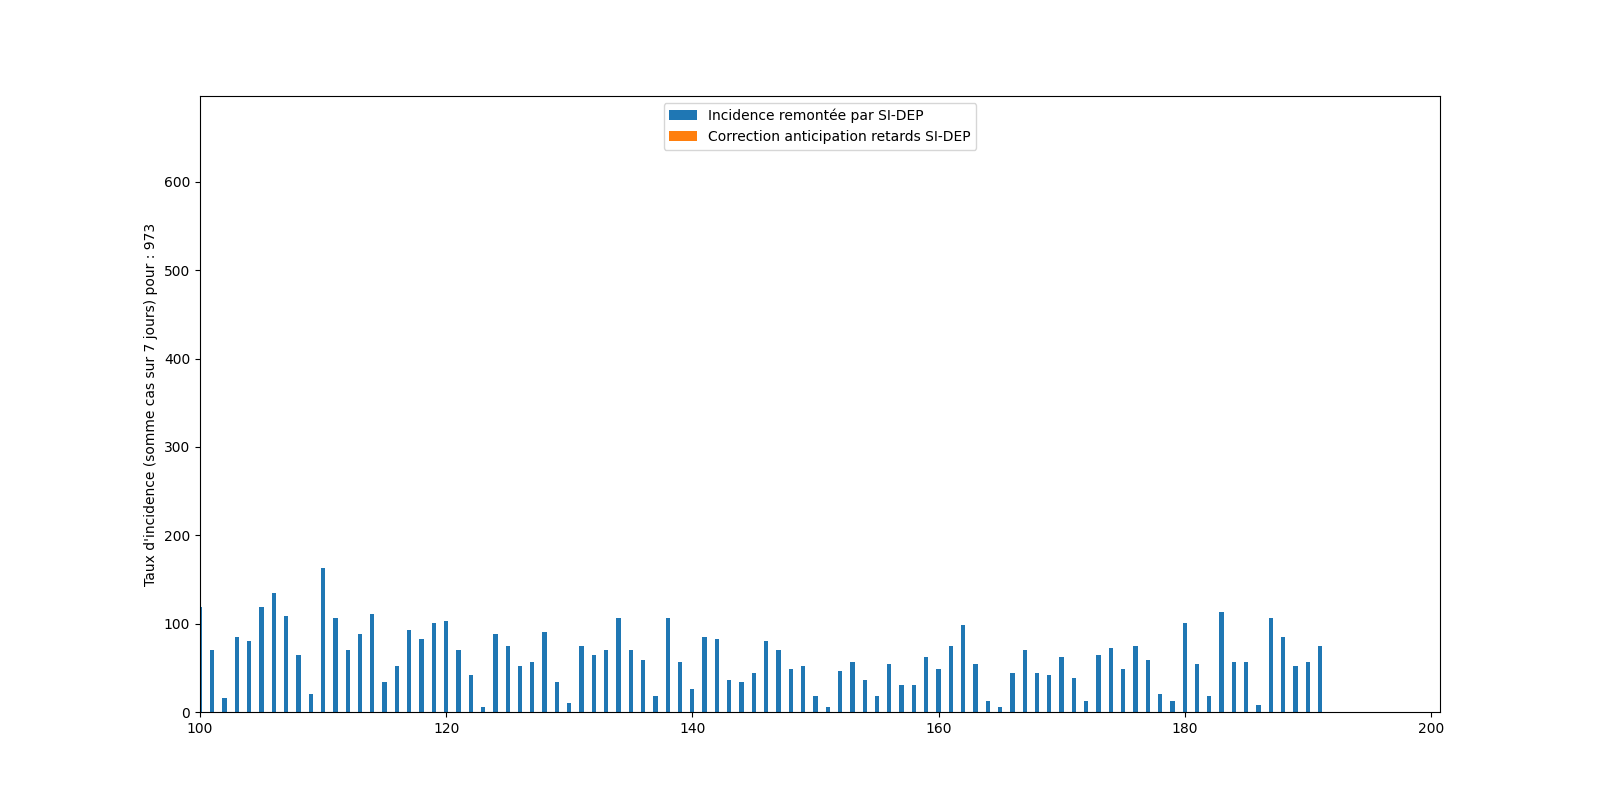 Incidence remontée par SI-DEP
Correction anticipation retards SI-DEP
Taux d'incidence (somme cas sur 7 jours) pour : 973
600
500
400
300
200
100
0
100 120 140 160 180 200